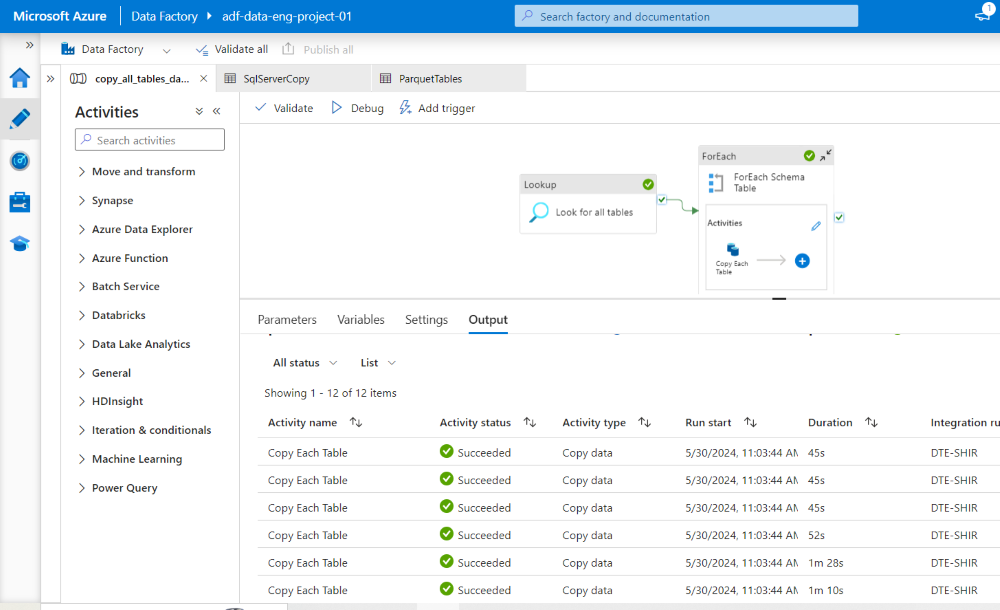 Microsoft Azure Data Factory adf-data-eng-project-01 Search factory and documentation 1
Data Factory Validate all Publish all
copy_all_tables_da... SqlServerCopy ParquetTables
Activities
Search activities
Move and transform
Synapse
Azure Data Explorer
Azure Function
Batch Service
Databricks
Data Lake Analytics
General
HDInsight
Iteration & conditionals
Machine Learning
Power Query
Validate Debug Add trigger
Lookup
Look for all tables
ForEach
ForEach Schema
Table
Activities
Copy Each
Table
Parameters Variables Settings Output
All status List
Showing 1 - 12 of 12 items
Activity name Activity status Activity type Run start Duration Integration ru
Copy Each Table Succeeded Copy data 5/30/2024, 11:03:44 AM 45s DTE-SHIR
Copy Each Table Succeeded Copy data 5/30/2024, 11:03:44 AM 45s DTE-SHIR
Copy Each Table Succeeded Copy data 5/30/2024, 11:03:44 AM 45s DTE-SHIR
Copy Each Table Succeeded Copy data 5/30/2024, 11:03:44 AM 52s DTE-SHIR
Copy Each Table Succeeded Copy data 5/30/2024, 11:03:44 AM 1m 28s DTE-SHIR
Copy Each Table Succeeded Copy data 5/30/2024, 11:03:44 AM 1m 10s DTE-SHIR